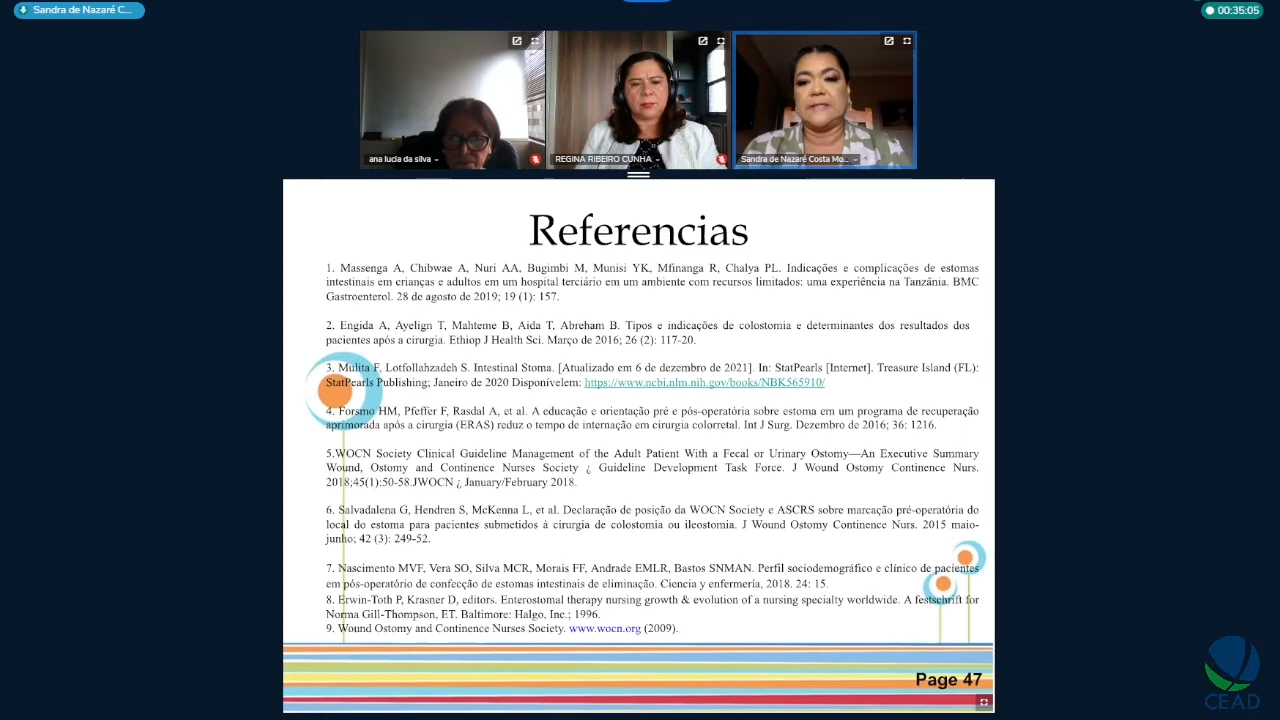 Sandra de Nazaré C...
00:35:05
ana lucia da silva
REGINA RIBEIRO CUNHA
Sandra de Nazaré Costa Mo...
Referencias
1. Massenga A, Chibwae A, Nuri AA, Bugimbi M, Munisi YK, Mfinanga R, Chalya PL. Indicações e complicações de estomas
intestinais em crianças e adultos em um hospital terciário em um ambiente com recursos limitados: uma experiência na Tanzânia. BMC
Gastroenterol. 28 de agosto de 2019; 19 (1): 157.
2. Engida A, Ayelign T, Mahteme B, Aida T, Abreham B. Tipos e indicações de colostomia e determinantes dos resultados dos
pacientes após a cirurgia. Ethiop J Health Sci. Março de 2016; 26 (2): 117-20.
3. Mulita F, Lotfollahzadeh S. Intestinal Stoma. [Atualizado em 6 de dezembro de 2021]. In: StatPearls [Internet]. Treasure Island (FL):
StatPearls Publishing; Janeiro de 2020 Disponívelem: https://www.ncbi.nlm.nih.gov/books/NBK565910/
4. Forsmo HM, Pfeffer F, Rasdal A, et al. A educação e orientação pré e pós-operatória sobre estoma em um programa de recuperação
aprimorada após a cirurgia (ERAS) reduz o tempo de internação em cirurgia colorretal. Int J Surg. Dezembro de 2016; 36: 1216.
5.WOCN Society Clinical Guideline Management of the Adult Patient With a Fecal or Urinary Ostomy—An Executive Summary
Wound, Ostomy and Continence Nurses Society ¿ Guideline Development Task Force. J Wound Ostomy Continence Nurs.
2018;45(1):50-58.JWOCN ¿ January/February 2018.
6. Salvadalena G, Hendren S, McKenna L, et al. Declaração de posição da WOCN Society e ASCRS sobre marcação pré-operatória do
local do estoma para pacientes submetidos à cirurgia de colostomia ou ileostomia. J Wound Ostomy Continence Nurs. 2015 maio-
junho; 42 (3): 249-52.
7. Nascimento MVF, Vera SO, Silva MCR, Morais FF, Andrade EMLR, Bastos SNMAN. Perfil sociodemográfico e clínico de pacientes
em pós-operatório de confecção de estomas intestinais de eliminação. Ciencia y enfermería, 2018. 24: 15.
8. Erwin-Toth P, Krasner D, editors. Enterostomal therapy nursing growth & evolution of a nursing specialty worldwide. A festschrift for
Norma Gill-Thompson, ET. Baltimore: Halgo, Inc.; 1996.
9. Wound Ostomy and Continence Nurses Society. www.wocn.org (2009).
Page 47
CEAD